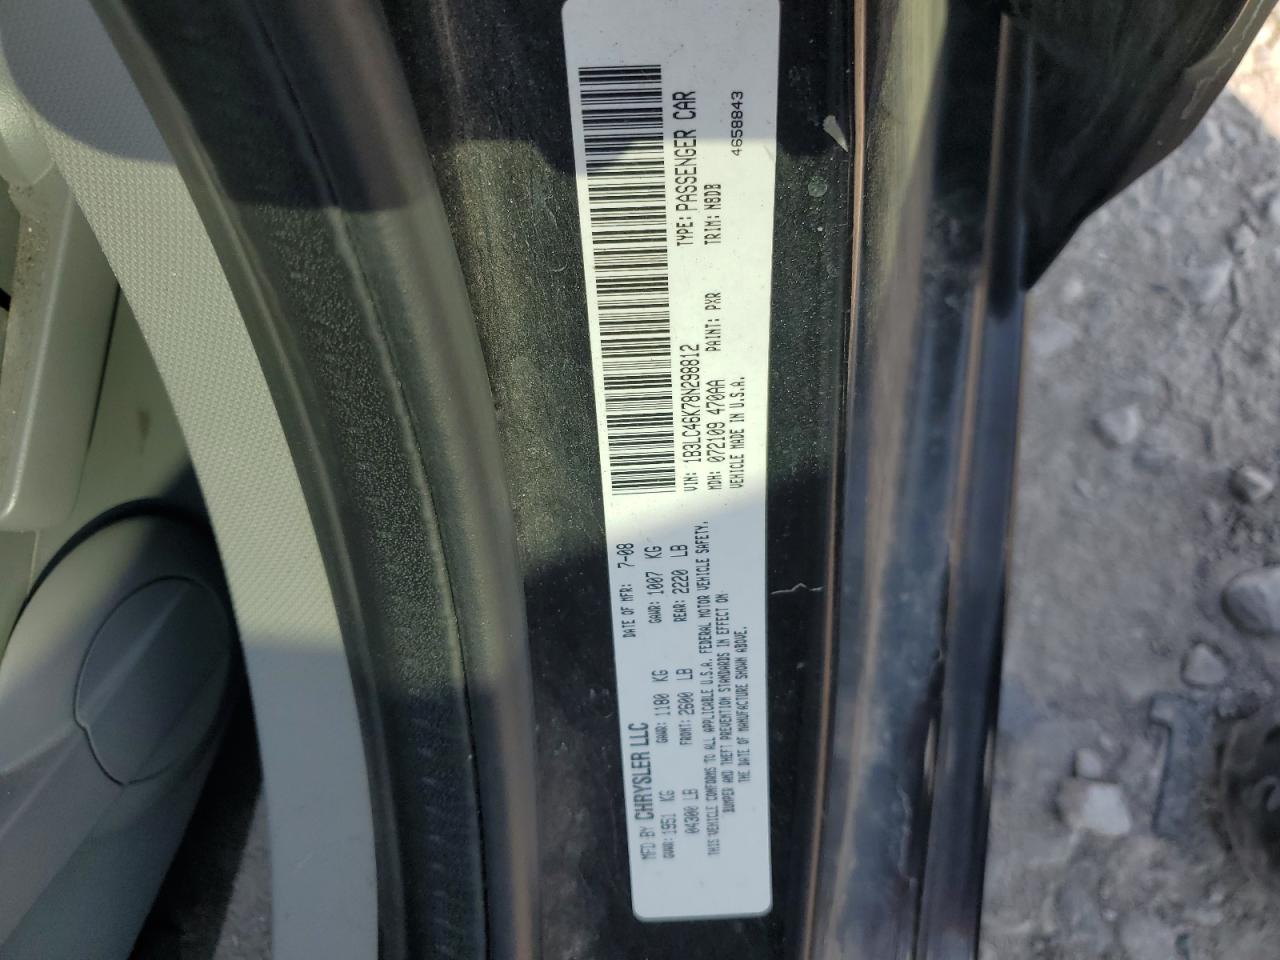 MFD BY CHRYSLER LLC DATE OF MFR: 7-08
GVWR: 1951 KG GAWR: 1180 KG GAWR: 1007 KG
04300 LB FRONT: 2600 LB REAR: 2220 LB
THIS VEHICLE CONFORMS TO ALL APPLICABLE U.S.A. FEDERAL MOTOR VEHICLE SAFETY,
BUMPER AND THEFT PREVENTION STANDARDS IN EFFECT ON
THE DATE OF MANUFACTURE SHOWN ABOVE.
VIN: 1B3LC46K78N298812 TYPE: PASSENGER CAR
MDH: 072109 470AA PAINT: PXR TRIM: N8DB
VEHICLE MADE IN U.S.A. 4658843